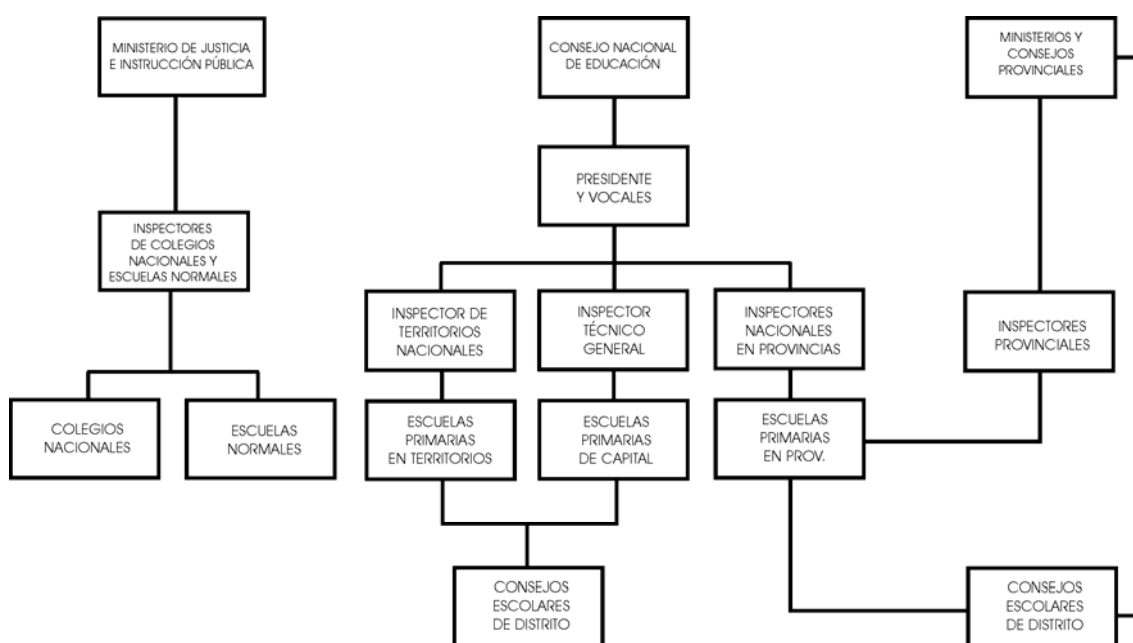 MINISTERIO DE JUSTICIA
E INSTRUCCIÓN PÚBLICA
CONSEJO NACIONAL
DE EDUCACIÓN
MINISTERIOS Y
CONSEJOS
PROVINCIALES
PRESIDENTE
Y VOCALES
INSPECTORES
DE COLEGIOS
NACIONALES Y
ESCUELAS NORMALES
INSPECTOR DE
TERRITORIOS
NACIONALES
INSPECTOR
TÉCNICO
GENERAL
INSPECTORES
NACIONALES
EN PROVINCIAS
INSPECTORES
PROVINCIALES
COLEGIOS
NACIONALES
ESCUELAS
NORMALES
ESCUELAS
PRIMARIAS
EN TERRITORIOS
ESCUELAS
PRIMARIAS
DE CAPITAL
ESCUELAS
PRIMARIAS
EN PROV.
CONSEJOS
ESCOLARES
DE DISTRITO
CONSEJOS
ESCOLARES
DE DISTRITO